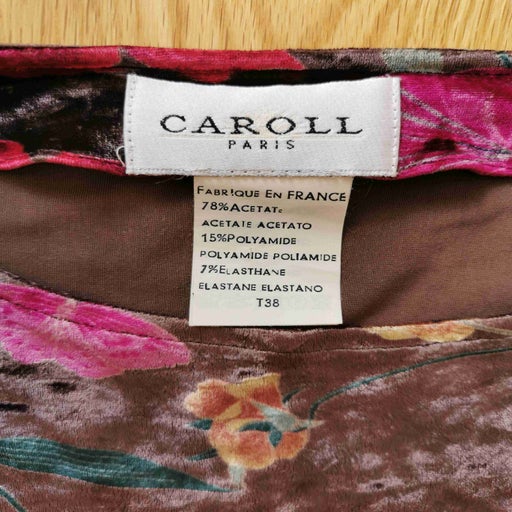 CAROLL
PARIS
FABRIQUE EN FRANCE
78%ACETATE
ACETATE ACETATO
15%POLYAMIDE
POLYAMIDE POLIAMIDE
7%ELASTHANE
ELASTANE ELASTANO
T38